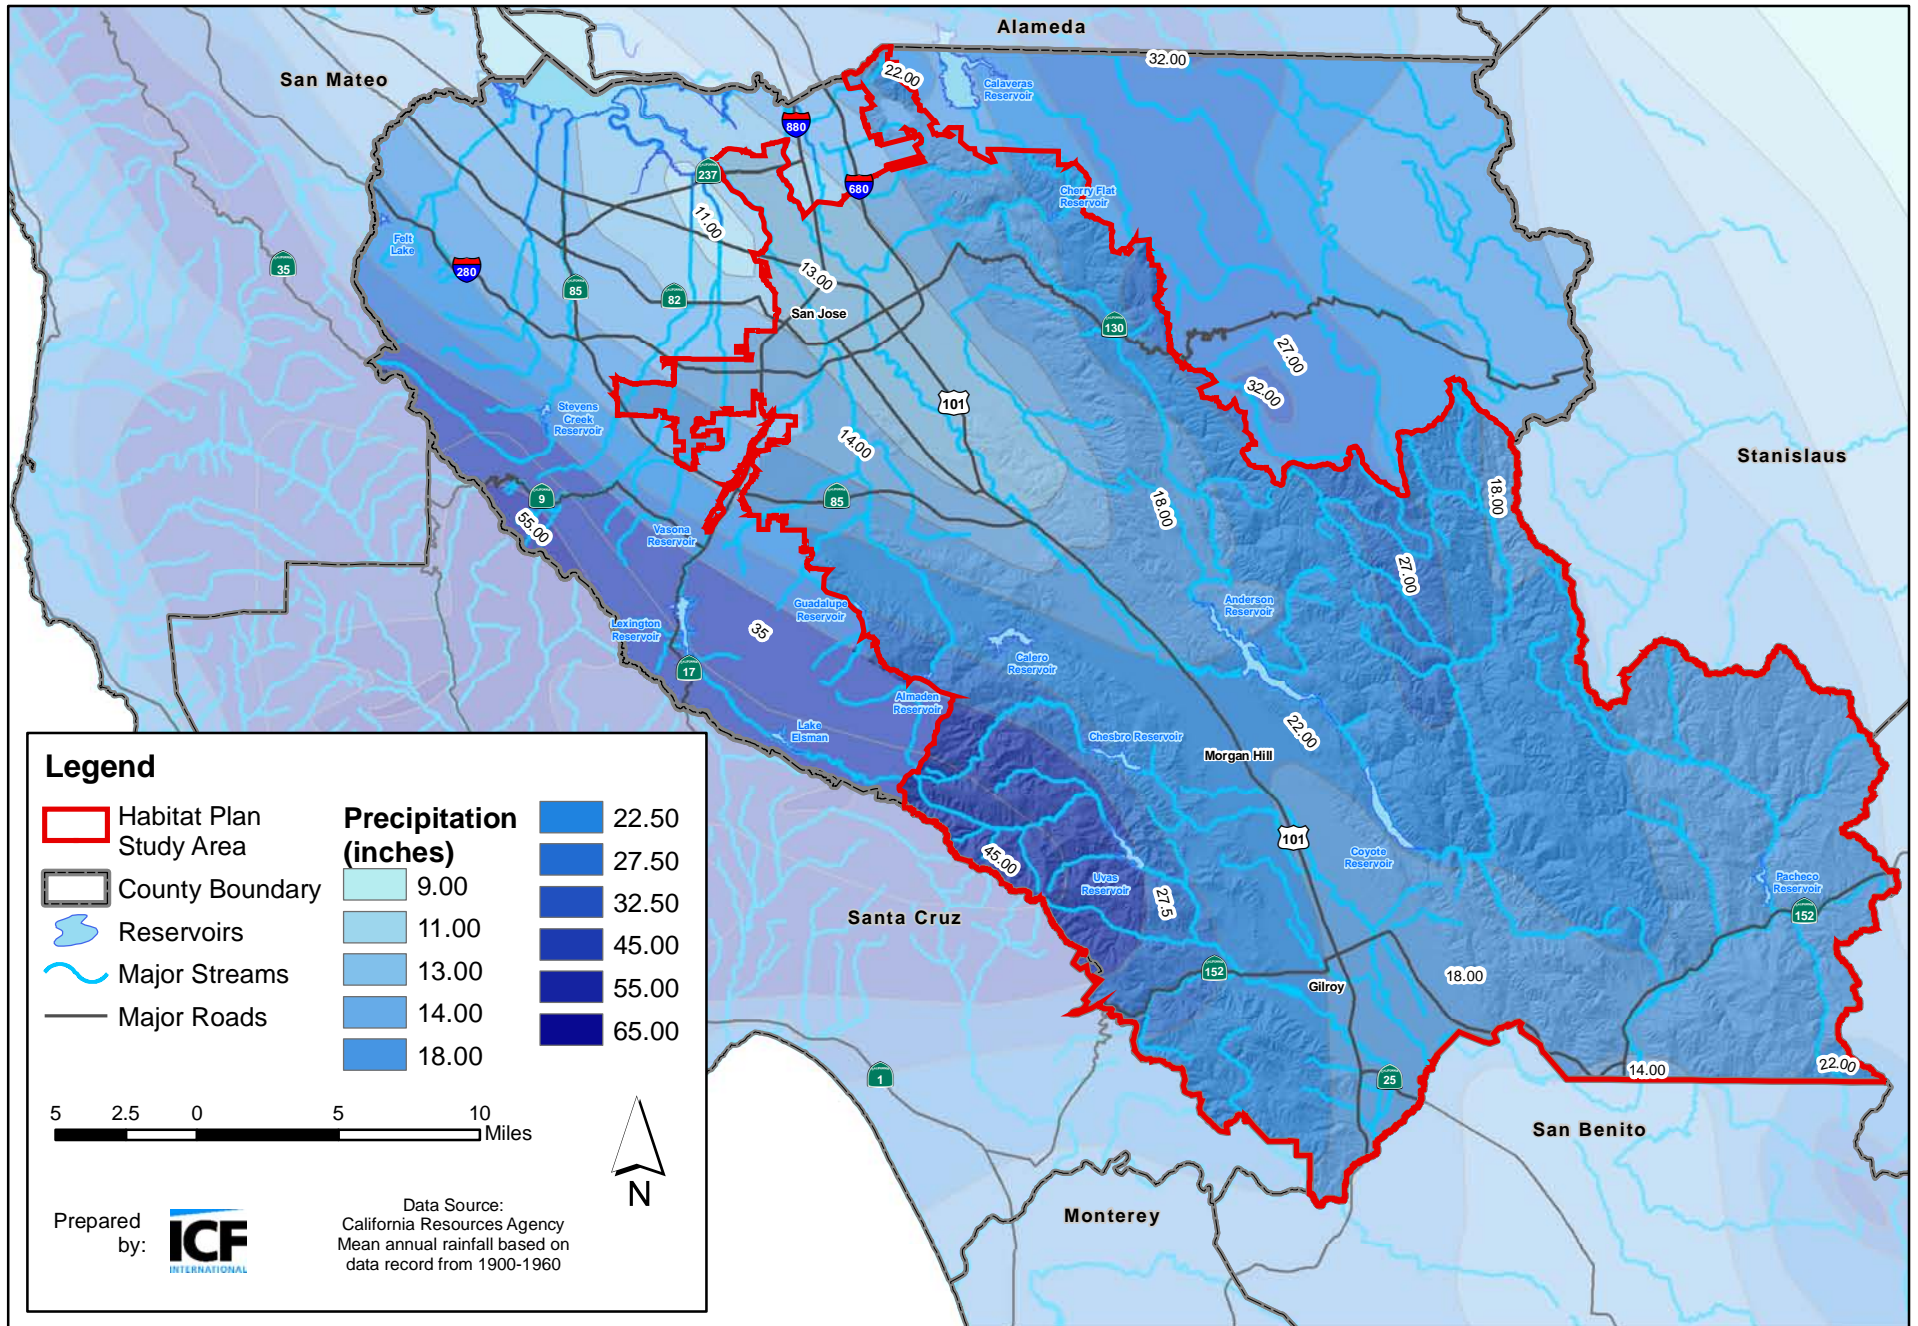 Alameda
32.00
San Mateo
22.00
Calaveras
Reservoir
880
237
680
Cherry Flat
Reservoir
11.00
Felt
Lake
35
280
85
82
13.00
San Jose
130
27.00
32.00
101
Stevens
Creek
Reservoir
14.00
Stanislaus
9
55.00
85
18.00
18.00
Vasona
Reservoir
27.00
Anderson
Reservoir
Guadalupe
Reservoir
Lexington
Reservoir
35
Calero
Reservoir
17
Almaden
Reservoir
Lake
Elsman
Chesbro Reservoir
22.00
Morgan Hill
101
Coyote
Reservoir
45.00
Uvas
Reservoir
27.5
Pacheco
Reservoir
152
Santa Cruz
152
18.00
Gilroy
1
25
14.00
22.00
San Benito
Monterey
Legend
Habitat Plan
Study Area
County Boundary
Reservoirs
Major Streams
Major Roads
Precipitation
(inches)
9.00
11.00
13.00
14.00
18.00
22.50
27.50
32.50
45.00
55.00
65.00
5 2.5 0 5 10
Miles
N
Prepared
by:
ICF
INTERNATIONAL
Data Source:
California Resources Agency
Mean annual rainfall based on
data record from 1900-1960